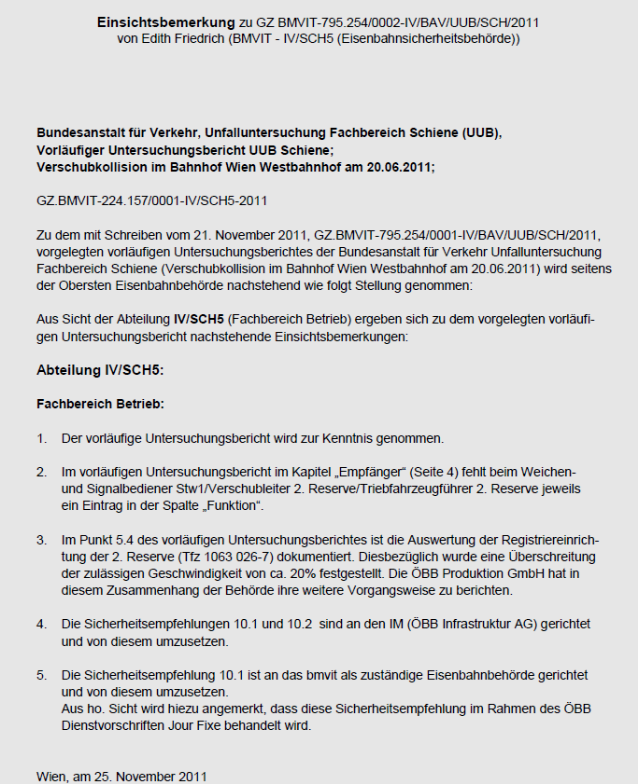 Einsichtsbemerkung zu GZ BMVIT-795.254/0002-IV/BAV/UUB/SCH/2011
von Edith Friedrich (BMVIT - IV/SCH5 (Eisenbahnsicherheitsbehörde))
Bundesanstalt für Verkehr, Unfalluntersuchung Fachbereich Schiene (UUB),
Vorläufiger Untersuchungsbericht UUB Schiene;
Verschubkollision im Bahnhof Wien Westbahnhof am 20.06.2011;
GZ.BMVIT-224.157/0001-IV/SCH5-2011
Zu dem mit Schreiben vom 21. November 2011, GZ.BMVIT-795.254/0001-IV/BAV/UUB/SCH/2011,
vorgelegten vorläufigen Untersuchungsberichtes der Bundesanstalt für Verkehr Unfalluntersuchung
Fachbereich Schiene (Verschubkollision im Bahnhof Wien Westbahnhof am 20.06.2011) wird seitens
der Obersten Eisenbahnbehörde nachstehend wie folgt Stellung genommen:
Aus Sicht der Abteilung IV/SCH5 (Fachbereich Betrieb) ergeben sich zu dem vorgelegten vorläufi-
gen Untersuchungsbericht nachstehende Einsichtsbemerkungen:
Abteilung IV/SCH5:
Fachbereich Betrieb:
1. Der vorläufige Untersuchungsbericht wird zur Kenntnis genommen.
2. Im vorläufigen Untersuchungsbericht im Kapitel „Empfänger“ (Seite 4) fehlt beim Weichen-
und Signalbediener Stw1/Verschubleiter 2. Reserve/Triebfahrzeugführer 2. Reserve jeweils
ein Eintrag in der Spalte „Funktion“.
3. Im Punkt 5.4 des vorläufigen Untersuchungsberichtes ist die Auswertung der Registriereinrich-
tung der 2. Reserve (Tfz 1063 026-7) dokumentiert. Diesbezüglich wurde eine Überschreitung
der zulässigen Geschwindigkeit von ca. 20% festgestellt. Die ÖBB Produktion GmbH hat in
diesem Zusammenhang der Behörde ihre weitere Vorgangsweise zu berichten.
4. Die Sicherheitsempfehlungen 10.1 und 10.2 sind an den IM (ÖBB Infrastruktur AG) gerichtet
und von diesem umzusetzen.
5. Die Sicherheitsempfehlung 10.1 ist an das bmvit als zuständige Eisenbahnbehörde gerichtet
und von diesem umzusetzen.
Aus ho. Sicht wird hiezu angemerkt, dass diese Sicherheitsempfehlung im Rahmen des ÖBB
Dienstvorschriften Jour Fixe behandelt wird.
Wien, am 25. November 2011